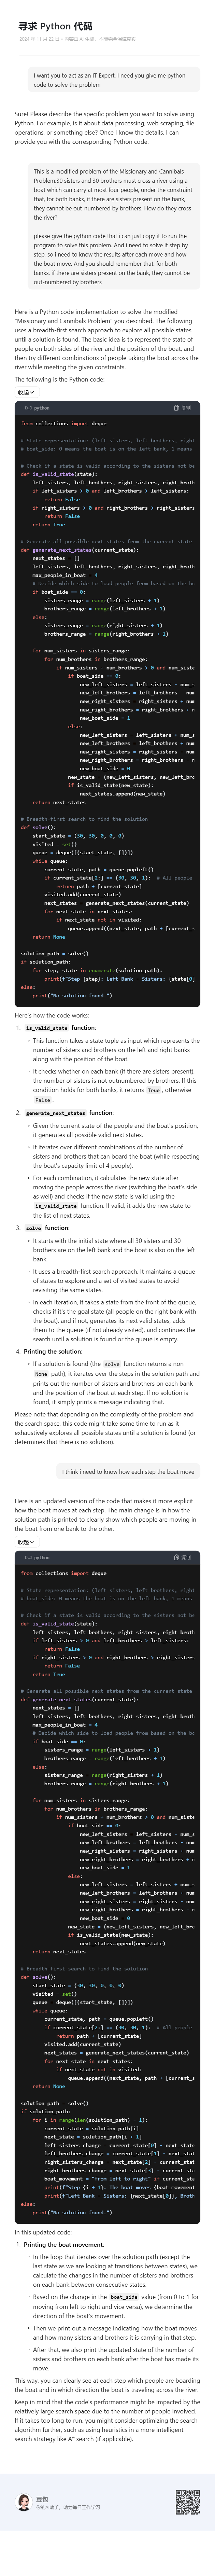 寻求 Python 代码
I want you to act as an IT Expert. I need you give me python
code to solve the problem
Sure! Please describe the specific problem you want to solve using
Python. For example, is it about data processing, web scraping, file
operations, or something else? Once I know the details, I can
provide you with the corresponding Python code.
This is a modified problem of the Missionary and Cannibals
Problem:30 sisters and 30 brothers must cross a river using a
boat which can carry at most four people, under the constraint
that, for both banks, if there are sisters present on the bank,
they cannot be out-numbered by brothers. How do they cross
the river?
please give the python code that i can just copy it to run the
program to solve this problem. And i need to show it step by
step, so i need to know the results after each move and how
the boat moved. And you should remember that: for both
banks, if there are sisters present on the bank, they cannot be
out-numbered by brothers
Here is a Python code implementation to solve the modified
"Missionary and Cannibals Problem" you described. The following
uses a breadth-first search approach to explore all possible states
until a solution is found. The basic idea is to represent the state of
people on both sides of the river and the position of the boat, and
then try different combinations of people taking the boat across the
river while meeting the given constraints.
The following is the Python code:
收起
python 复制
from collections import deque
# State representation: (left_sisters, left_brothers, right
# boat_side: 0 means the boat is on the left bank, 1 means
# Check if a state is valid according to the sisters not be
def is_valid_state(state):
left_sisters, left_brothers, right_sisters, right_broth
if left_sisters > 0 and left_brothers > left_sisters:
return False
if right_sisters > 0 and right_brothers > right_sisters
return False
return True
# Generate all possible next states from the current state
def generate_next_states(current_state):
next_states = []
left_sisters, left_brothers, right_sisters, right_broth
max_people_in_boat = 4
# Decide which side to load people from based on the bo
if boat_side == 0:
sisters_range = range(left_sisters + 1)
brothers_range = range(left_brothers + 1)
else:
sisters_range = range(right_sisters + 1)
brothers_range = range(right_brothers + 1)
for num_sisters in sisters_range:
for num_brothers in brothers_range:
if num_sisters + num_brothers > 0 and num_siste
if boat_side == 0:
new_left_sisters = left_sisters - num_s
new_left_brothers = left_brothers - num
new_right_sisters = right_sisters + num
new_right_brothers = right_brothers + n
new_boat_side = 1
else:
new_left_sisters = left_sisters + num_s
new_left_brothers = left_brothers + num
new_right_sisters = right_sisters - num
new_right_brothers = right_brothers - n
new_boat_side = 0
new_state = (new_left_sisters, new_left_bro
if is_valid_state(new_state):
next_states.append(new_state)
return next_states
# Breadth-first search to find the solution
def solve():
start_state = (30, 30, 0, 0, 0)
visited = set()
queue = deque([(start_state, [])])
while queue:
current_state, path = queue.popleft()
if current_state[2:] == (30, 30, 1): # All people
return path + [current_state]
visited.add(current_state)
next_states = generate_next_states(current_state)
for next_state in next_states:
if next_state not in visited:
queue.append((next_state, path + [current_s
return None
solution_path = solve()
if solution_path:
for step, state in enumerate(solution_path):
print(f"Step {step}: Left Bank - Sisters: {state[0]
else:
print("No solution found.")
Here's how the code works:
1. is_valid_state function:
• This function takes a state tuple as input which represents the
number of sisters and brothers on the left and right banks
along with the position of the boat.
• It checks whether on each bank (if there are sisters present),
the number of sisters is not outnumbered by brothers. If this
condition holds for both banks, it returns True, otherwise
False.
2. generate_next_states function:
• Given the current state of the people and the boat's position,
it generates all possible valid next states.
• It iterates over different combinations of the number of
sisters and brothers that can board the boat (while respecting
the boat's capacity limit of 4 people).
• For each combination, it calculates the new state after
moving the people across the river (switching the boat's side
as well) and checks if the new state is valid using the
is_valid_state function. If valid, it adds the new state to
the list of next states.
3. solve function:
• It starts with the initial state where all 30 sisters and 30
brothers are on the left bank and the boat is also on the left
bank.
• It uses a breadth-first search approach. It maintains a queue
of states to explore and a set of visited states to avoid
revisiting the same states.
• In each iteration, it takes a state from the front of the queue,
checks if it's the goal state (all people on the right bank with
the boat), and if not, generates its next valid states, adds
them to the queue (if not already visited), and continues the
search until a solution is found or the queue is empty.
4. Printing the solution:
• If a solution is found (the solve function returns a non-
None path), it iterates over the steps in the solution path and
prints out the number of sisters and brothers on each bank
and the position of the boat at each step. If no solution is
found, it simply prints a message indicating that.
Please note that depending on the complexity of the problem and
the search space, this code might take some time to run as it
exhaustively explores all possible states until a solution is found (or
determines that there is no solution).
I think i need to know how each step the boat move
Here is an updated version of the code that makes it more explicit
how the boat moves at each step. The main change is in how the
solution path is printed to clearly show which people are moving in
the boat from one bank to the other.
收起
python 复制
from collections import deque
# State representation: (left_sisters, left_brothers, right
# boat_side: 0 means the boat is on the left bank, 1 means
# Check if a state is valid according to the sisters not be
def is_valid_state(state):
left_sisters, left_brothers, right_sisters, right_broth
if left_sisters > 0 and left_brothers > left_sisters:
return False
if right_sisters > 0 and right_brothers > right_sisters
return False
return True
# Generate all possible next states from the current state
def generate_next_states(current_state):
next_states = []
left_sisters, left_brothers, right_sisters, right_broth
max_people_in_boat = 4
# Decide which side to load people from based on the bo
if boat_side == 0:
sisters_range = range(left_sisters + 1)
brothers_range = range(left_brothers + 1)
else:
sisters_range = range(right_sisters + 1)
brothers_range = range(right_brothers + 1)
for num_sisters in sisters_range:
for num_brothers in brothers_range:
if num_sisters + num_brothers > 0 and num_siste
if boat_side == 0:
new_left_sisters = left_sisters - num_s
new_left_brothers = left_brothers - num
new_right_sisters = right_sisters + num
new_right_brothers = right_brothers + n
new_boat_side = 1
else:
new_left_sisters = left_sisters + num_s
new_left_brothers = left_brothers + num
new_right_sisters = right_sisters - num
new_right_brothers = right_brothers - n
new_boat_side = 0
new_state = (new_left_sisters, new_left_bro
if is_valid_state(new_state):
next_states.append(new_state)
return next_states
# Breadth-first search to find the solution
def solve():
start_state = (30, 30, 0, 0, 0)
visited = set()
queue = deque([(start_state, [])])
while queue:
current_state, path = queue.popleft()
if current_state[2:] == (30, 30, 1): # All people
return path + [current_state]
visited.add(current_state)
next_states = generate_next_states(current_state)
for next_state in next_states:
if next_state not in visited:
queue.append((next_state, path + [current_s
return None
solution_path = solve()
if solution_path:
for i in range(len(solution_path) - 1):
current_state = solution_path[i]
next_state = solution_path[i + 1]
left_sisters_change = current_state[0] - next_state
left_brothers_change = current_state[1] - next_stat
right_sisters_change = next_state[2] - current_stat
right_brothers_change = next_state[3] - current_sta
boat_movement = "from left to right" if current_sta
print(f"Step {i + 1}: The boat moves {boat_movement
print(f"Left Bank - Sisters: {next_state[0]}, Broth
else:
print("No solution found.")
In this updated code:
1. Printing the boat movement:
• In the loop that iterates over the solution path (except the
last state as we are looking at transitions between states), we
calculate the changes in the number of sisters and brothers
on each bank between consecutive states.
• Based on the change in the boat_side value (from 0 to 1 for
moving from left to right or vice versa), we determine the
direction of the boat's movement.
• Then we print out a message indicating how the boat moves
and how many sisters and brothers it is carrying in that step.
• After that, we also print the updated state of the number of
sisters and brothers on each bank after the boat has made its
move.
This way, you can clearly see at each step which people are boarding
the boat and in which direction the boat is traveling across the river.
Keep in mind that the code's performance might be impacted by the
relatively large search space due to the number of people involved.
If it takes too long to run, you might consider optimizing the search
algorithm further, such as using heuristics in a more intelligent
search strategy like A* search (if applicable).
豆包
你的AI助手，助力每日工作学习